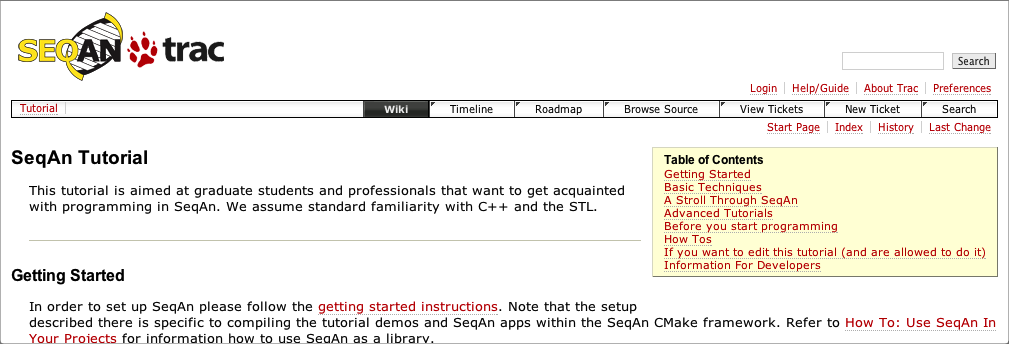 SEQAN trac
Search
Login Help/Guide About Trac Preferences
Tutorial Wiki Timeline Roadmap Browse Source View Tickets New Ticket Search
Start Page Index History Last Change
SeqAn Tutorial
This tutorial is aimed at graduate students and professionals that want to get acquainted
with programming in SeqAn. We assume standard familiarity with C++ and the STL.
Table of Contents
Getting Started
Basic Techniques
A Stroll Through SeqAn
Advanced Tutorials
Before you start programming
How Tos
If you want to edit this tutorial (and are allowed to do it)
Information For Developers
Getting Started
In order to set up SeqAn please follow the getting started instructions. Note that the setup
described there is specific to compiling the tutorial demos and SeqAn apps within the SeqAn CMake framework. Refer to How To: Use SeqAn In
Your Projects for information how to use SeqAn as a library.